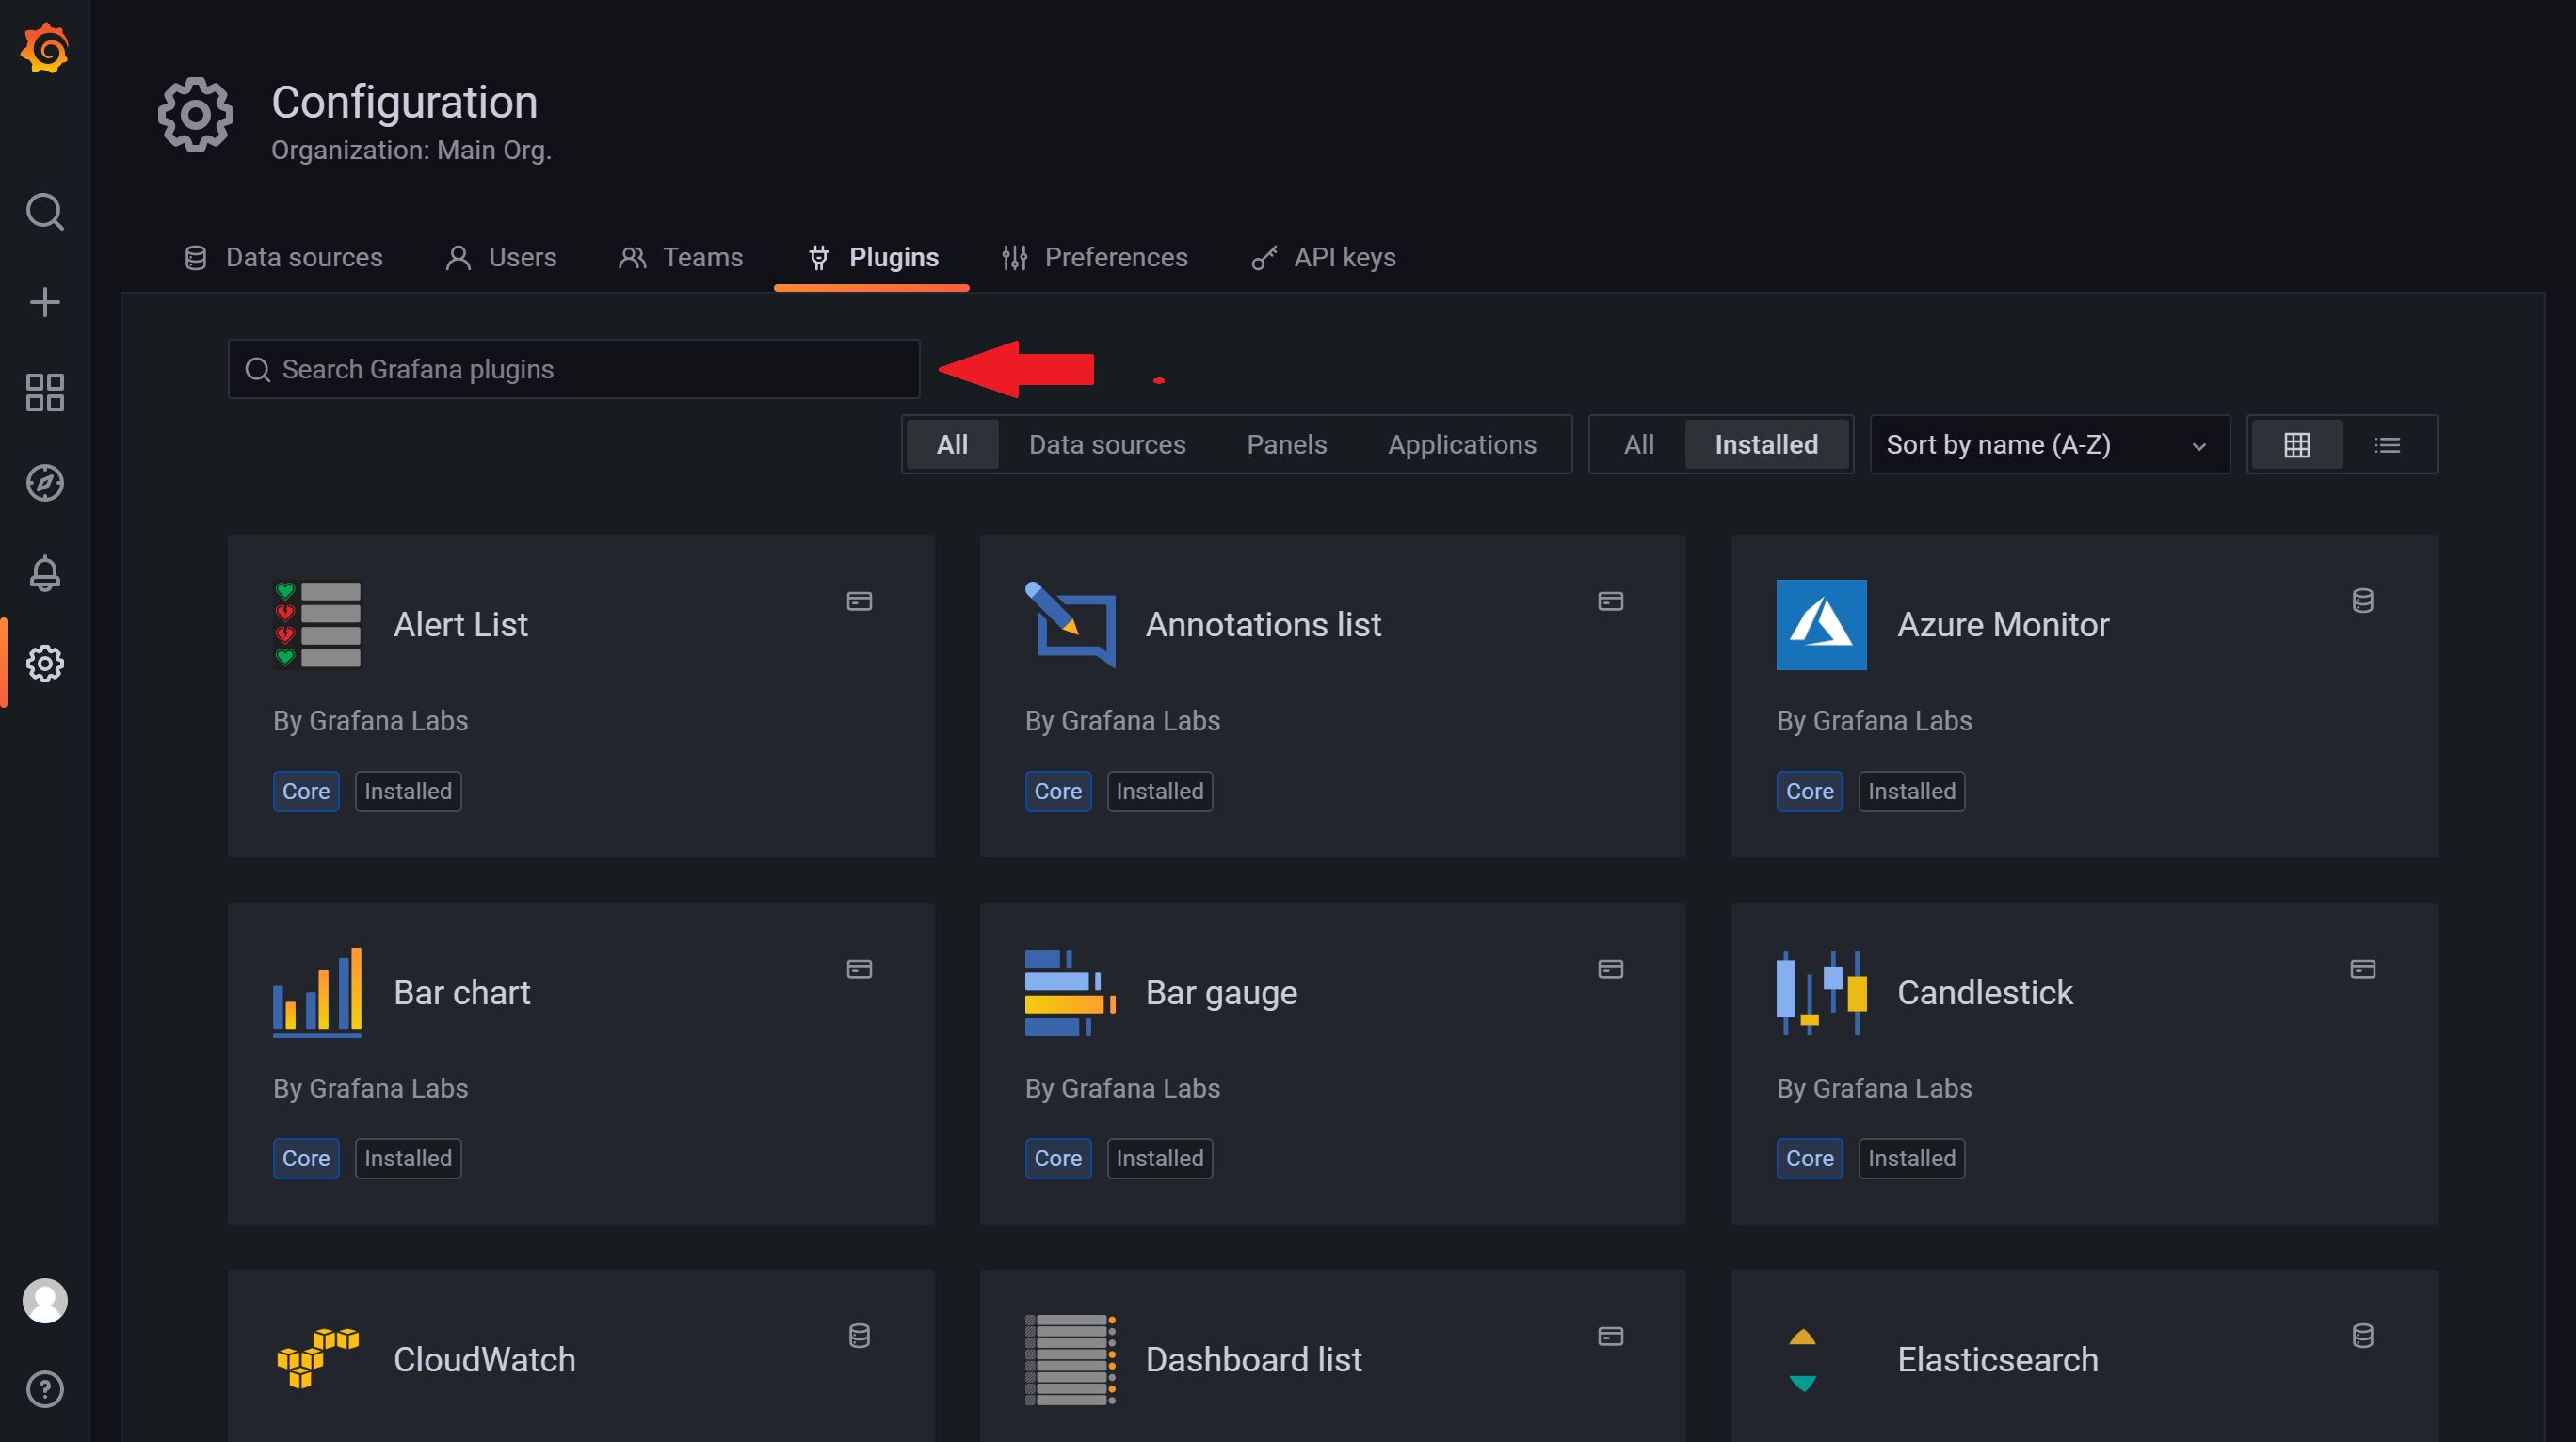 Configuration
Organization: Main Org.
Data sources Users Teams Plugins Preferences API keys
Search Grafana plugins
All Data sources Panels Applications All Installed Sort by name (A-Z)
Alert List Annotations list Azure Monitor
By Grafana Labs By Grafana Labs By Grafana Labs
Core Installed Core Installed Core Installed
Bar chart Bar gauge Candlestick
By Grafana Labs By Grafana Labs By Grafana Labs
Core Installed Core Installed Core Installed
CloudWatch Dashboard list Elasticsearch